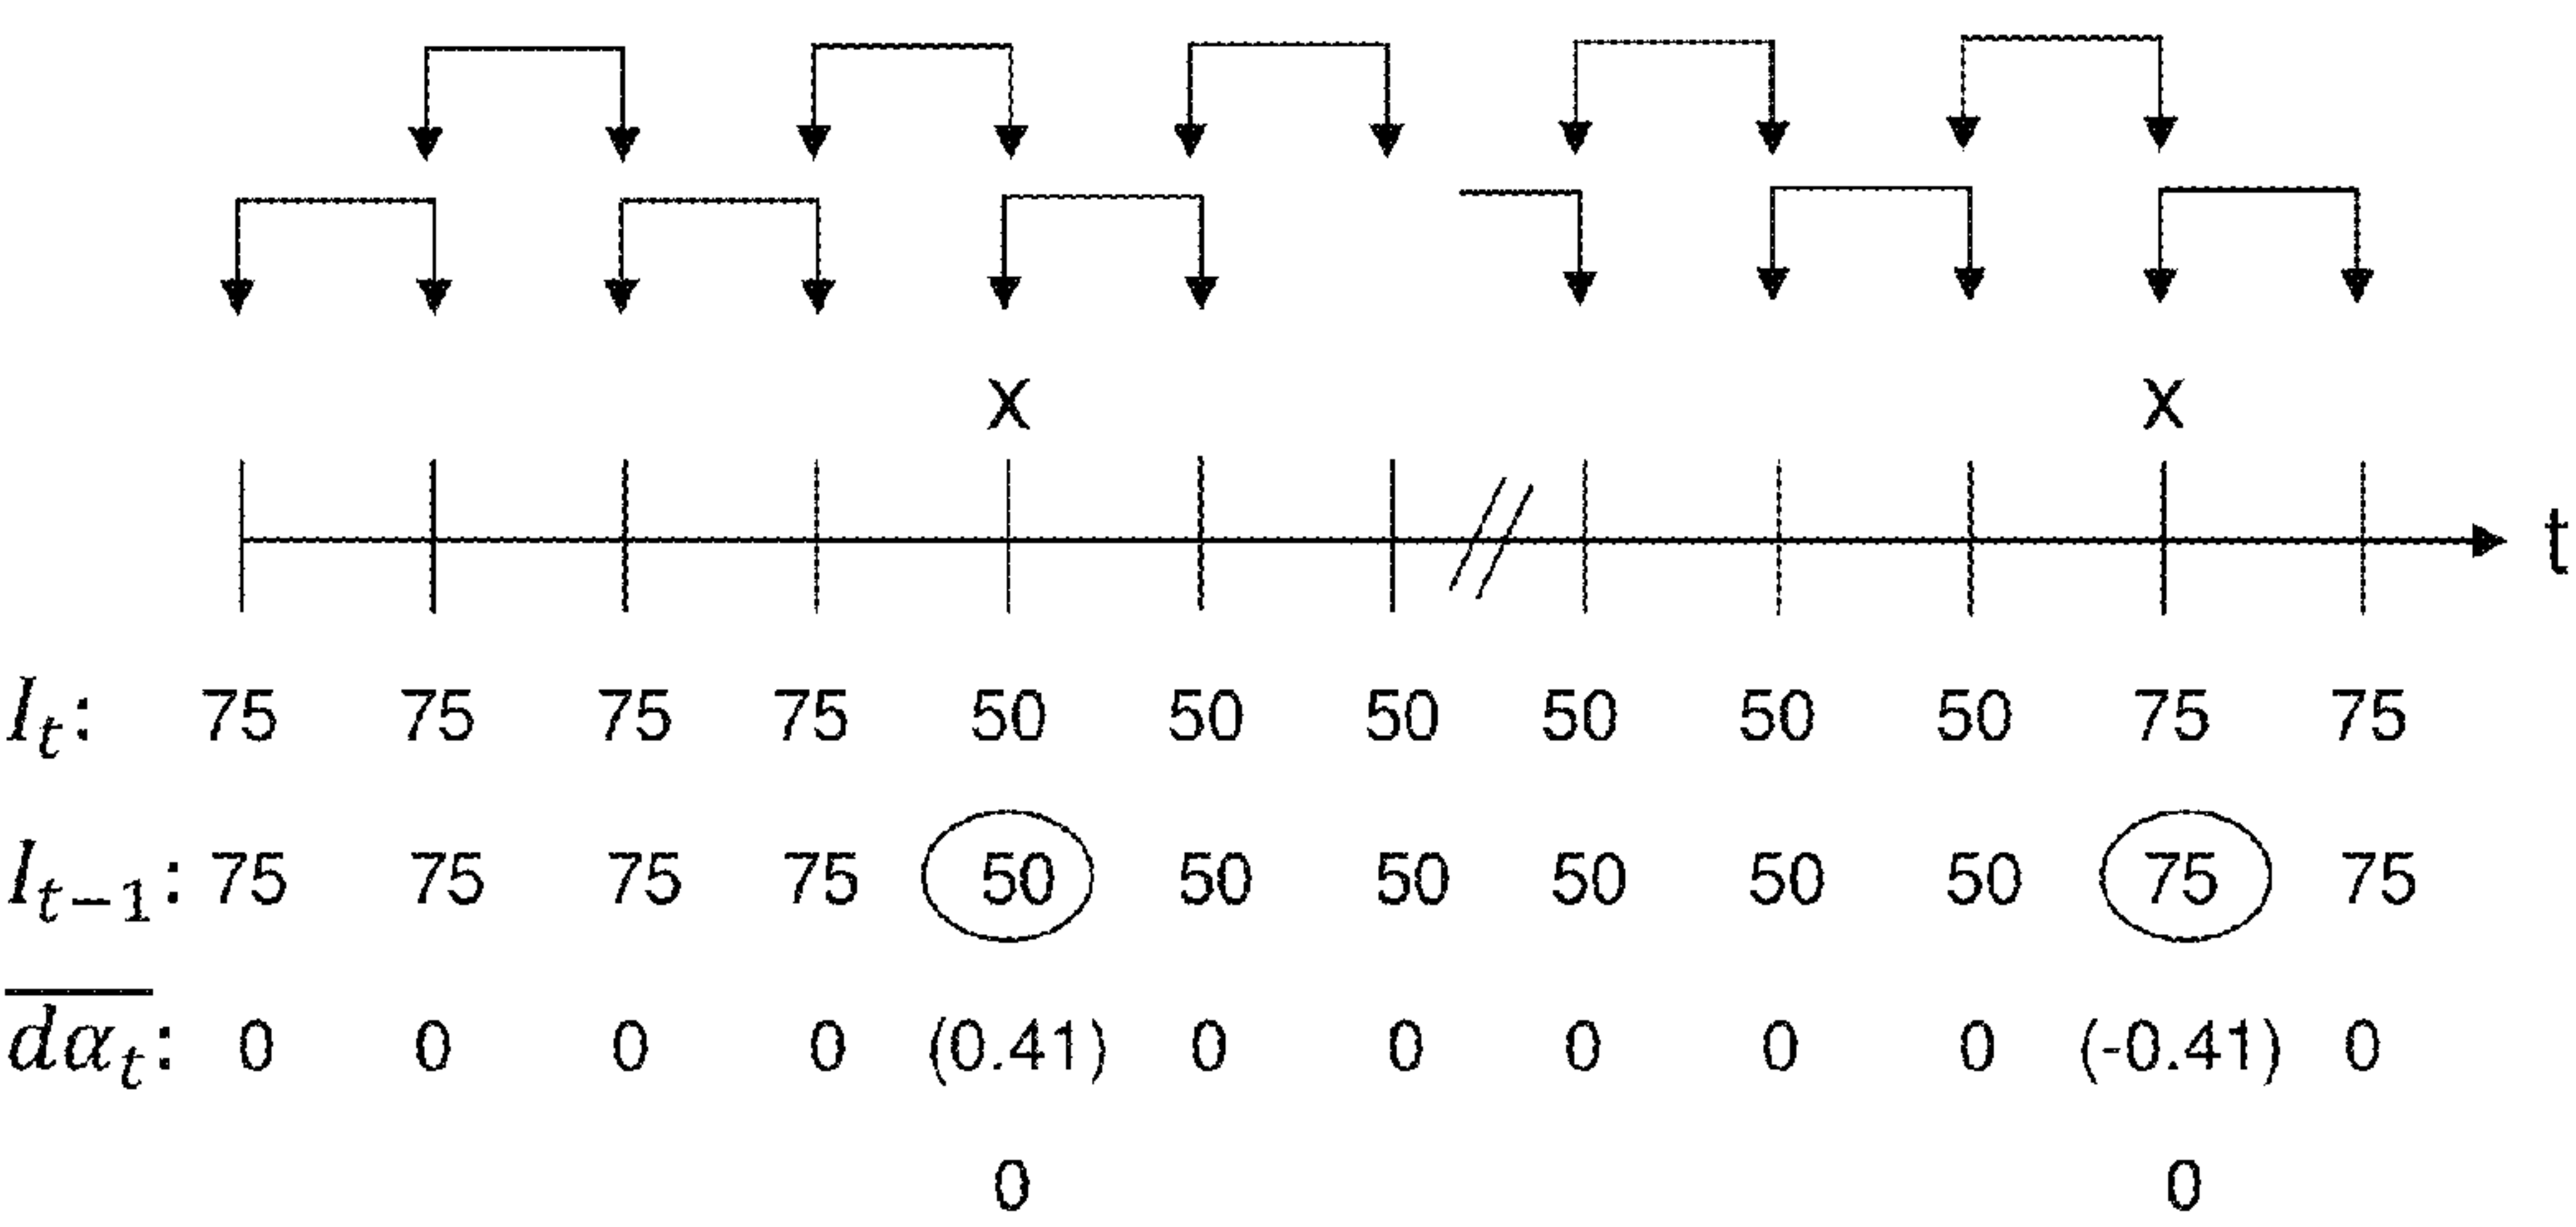 x x
t
I_t: 75 75 75 75 50 50 50 50 50 50 75 75
I_{t-1}: 75 75 75 75 50 50 50 50 50 50 75 75
\overline{dα_t}: 0 0 0 0 (0.41) 0 0 0 0 0 (-0.41) 0
0 0